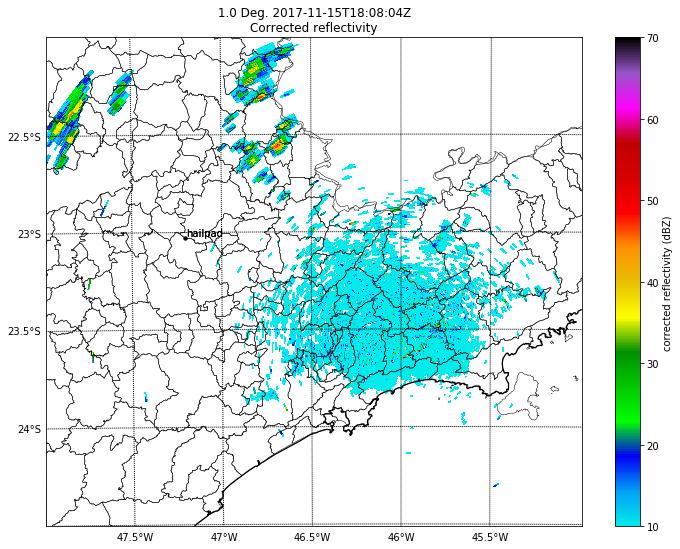 1.0 Deg. 2017-11-15T18:08:04Z
Corrected reflectivity
70
60
50
40
30
20
10
corrected reflectivity (dBZ)
22.5°S
23°S
23.5°S
24°S
hailpad
47.5°W
47°W
46.5°W
46°W
45.5°W